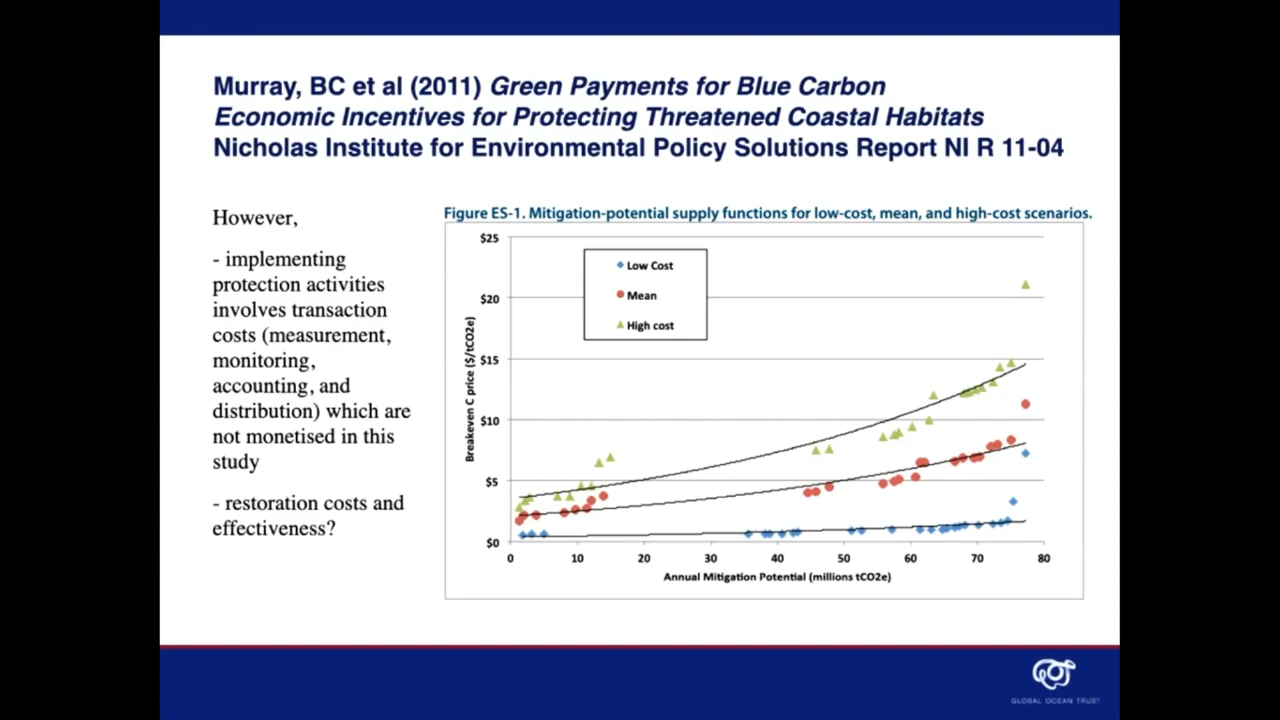 Murray, BC et al (2011) Green Payments for Blue Carbon
Economic Incentives for Protecting Threatened Coastal Habitats
Nicholas Institute for Environmental Policy Solutions Report NI R 11-04
However,
- implementing
protection activities
involves transaction
costs (measurement,
monitoring,
accounting, and
distribution) which are
not monetised in this
study
- restoration costs and
effectiveness?
Figure ES-1. Mitigation-potential supply functions for low-cost, mean, and high-cost scenarios.
$25
$20
$15
$10
$5
$0
Breakeven C price ($/tCO2e)
Low Cost
Mean
High cost
0 10 20 30 40 50 60 70 80
Annual Mitigation Potential (millions tCO2e)
GLOBAL OCEAN TRUST